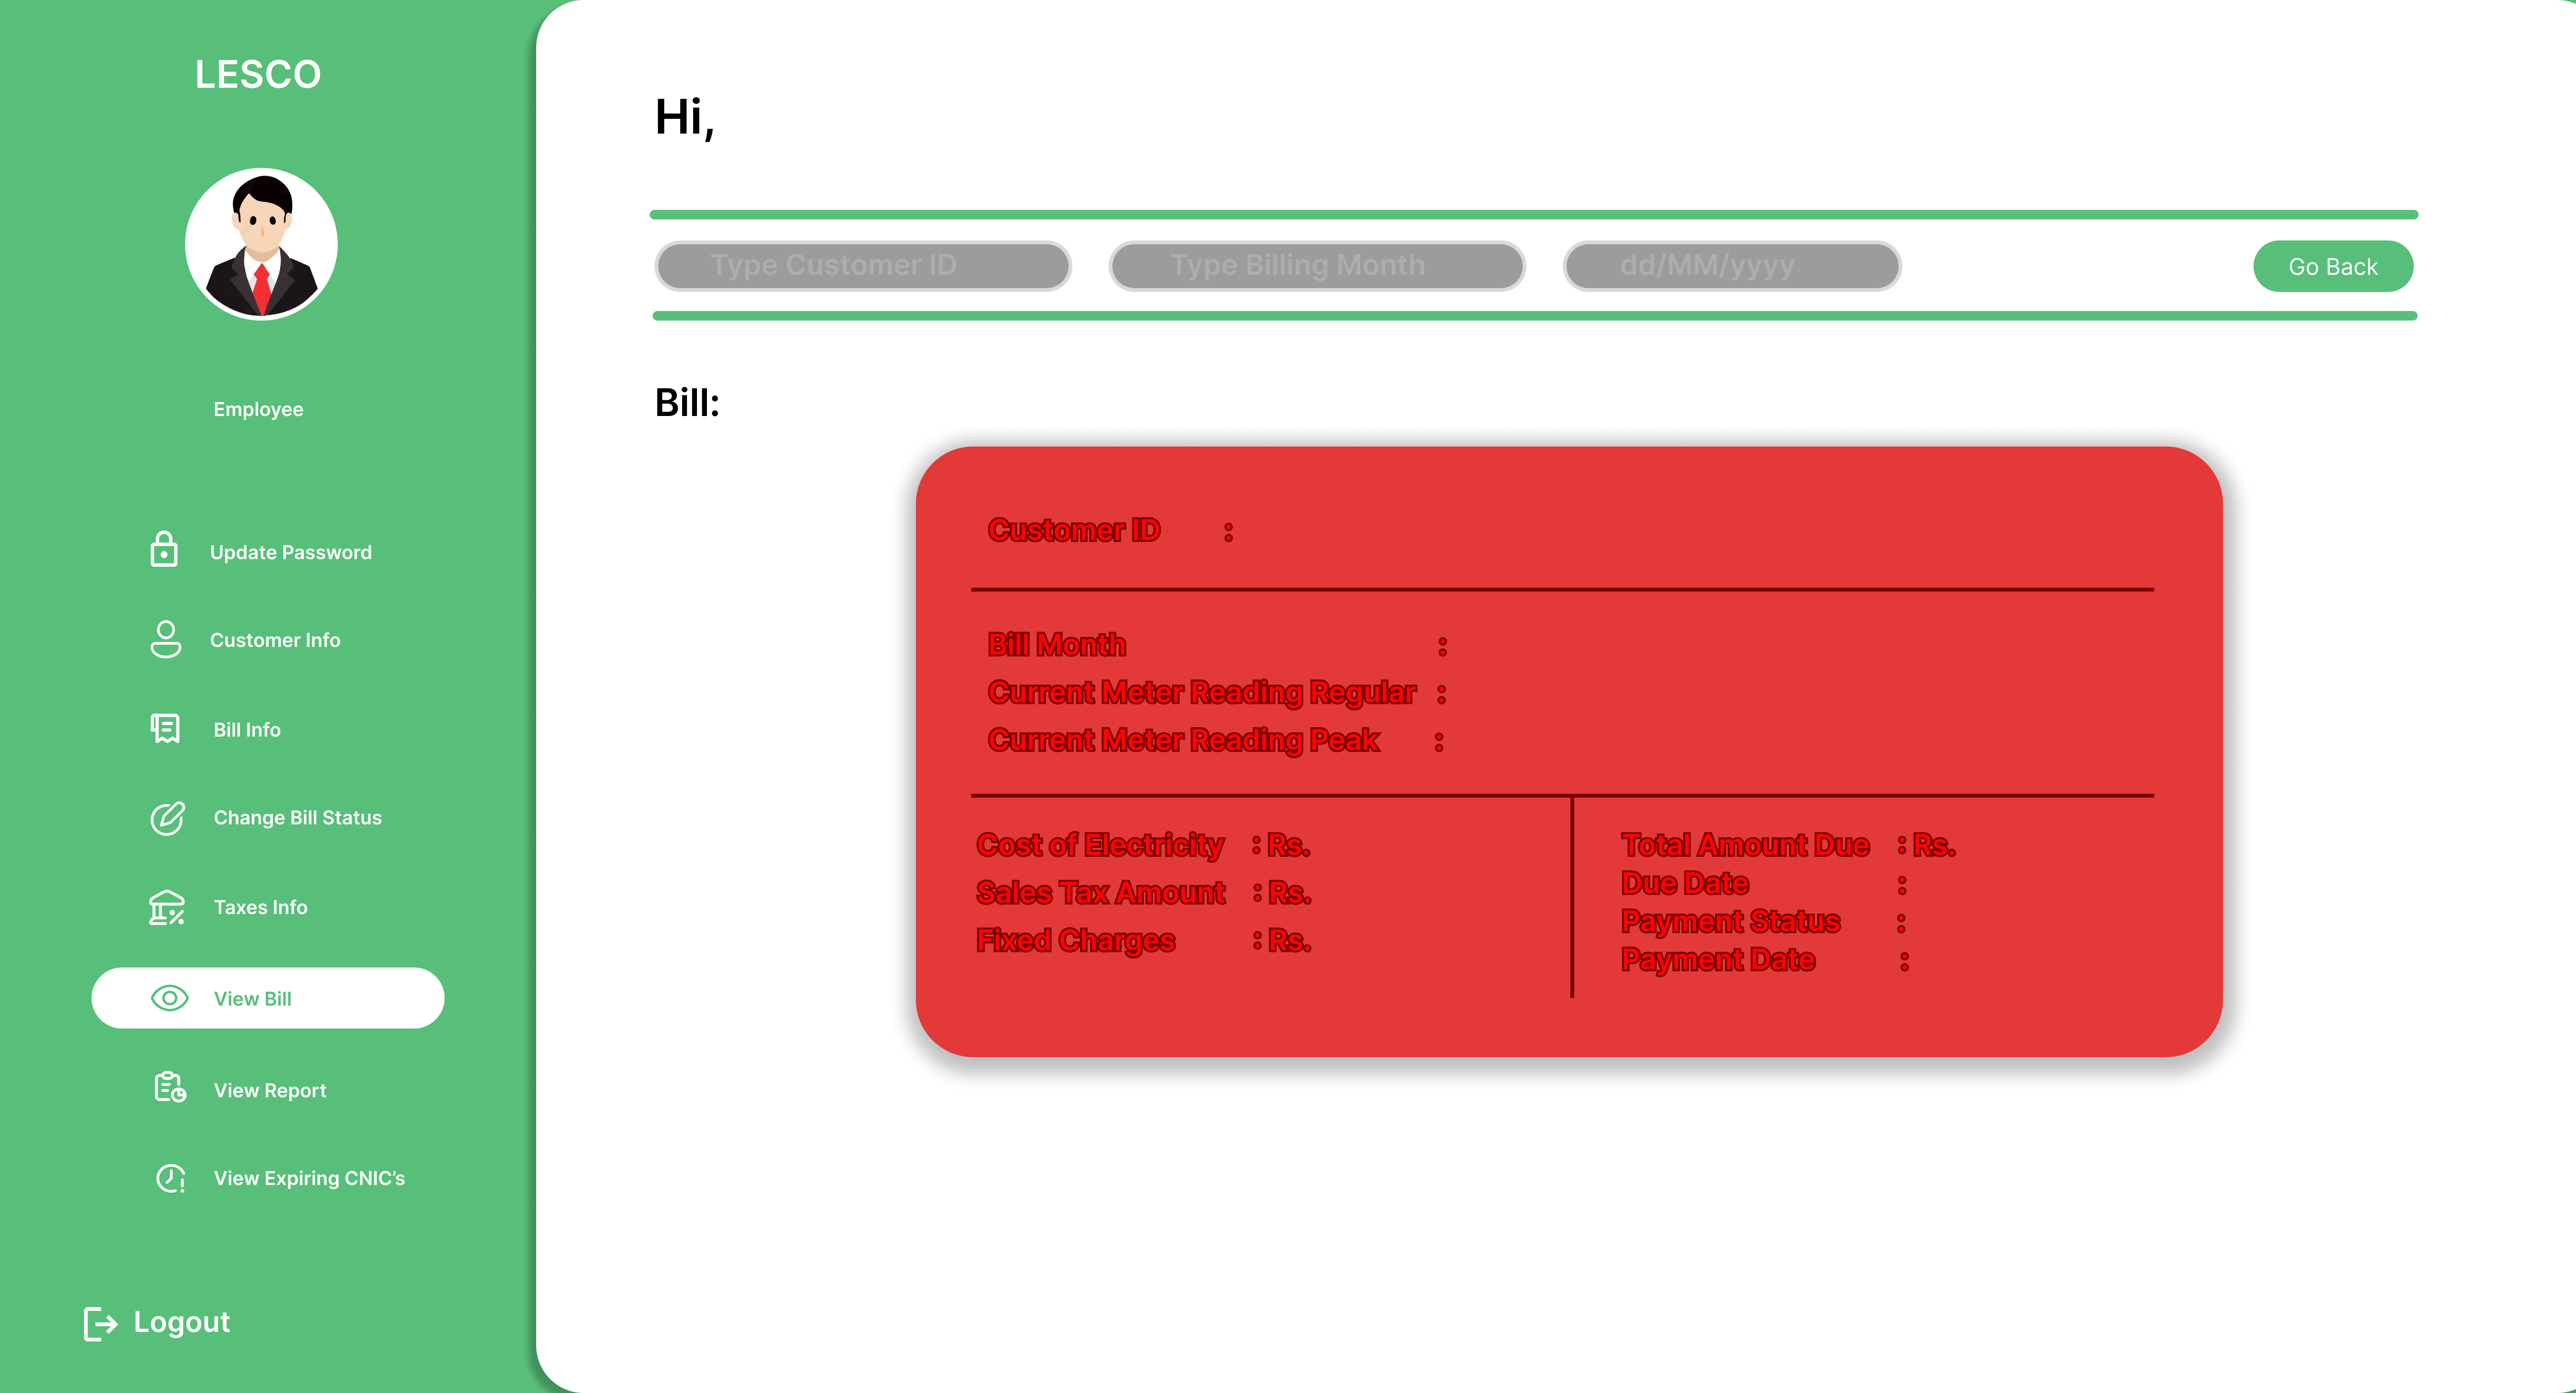 LESCO
Employee
Update Password
Customer Info
Bill Info
Change Bill Status
Taxes Info
View Bill
View Report
View Expiring CNIC’s
Logout
Hi,
Type Customer ID
Type Billing Month
dd/MM/yyyy
Go Back
Bill:
Customer ID :
Bill Month :
Current Meter Reading Regular :
Current Meter Reading Peak :
Cost of Electricity : Rs.
Sales Tax Amount : Rs.
Fixed Charges : Rs.
Total Amount Due : Rs.
Due Date :
Payment Status :
Payment Date :